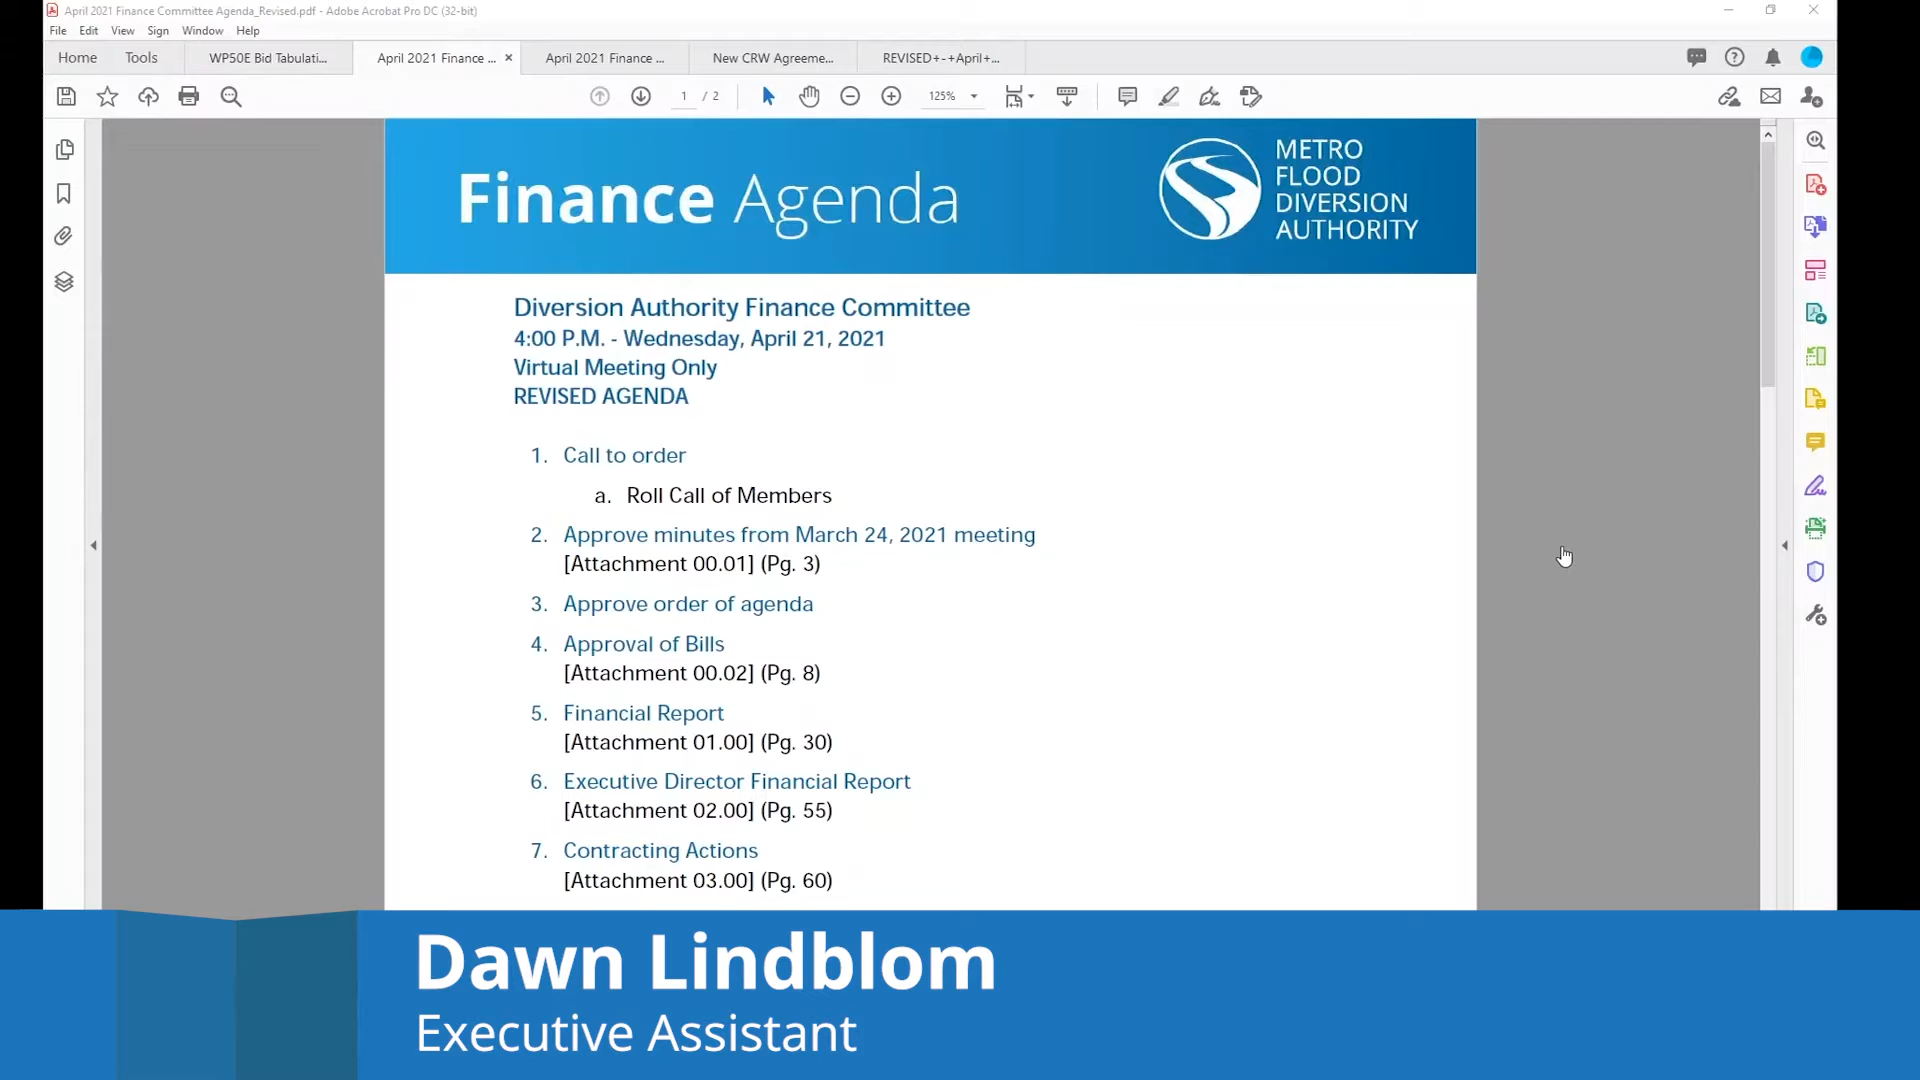 April 2021 Finance Committee Agenda_Revised.pdf - Adobe Acrobat Pro DC (32-bit)
File Edit View Sign Window Help
Home Tools WP50E Bid Tabulati... April 2021 Finance ... × April 2021 Finance ... New CRW Agreeme... REVISED+-+April+...
1 / 2 125%
Finance Agenda
METRO
FLOOD
DIVERSION
AUTHORITY
Diversion Authority Finance Committee
4:00 P.M. - Wednesday, April 21, 2021
Virtual Meeting Only
REVISED AGENDA
1. Call to order
a. Roll Call of Members
2. Approve minutes from March 24, 2021 meeting
[Attachment 00.01] (Pg. 3)
3. Approve order of agenda
4. Approval of Bills
[Attachment 00.02] (Pg. 8)
5. Financial Report
[Attachment 01.00] (Pg. 30)
6. Executive Director Financial Report
[Attachment 02.00] (Pg. 55)
7. Contracting Actions
[Attachment 03.00] (Pg. 60)
Dawn Lindblom
Executive Assistant